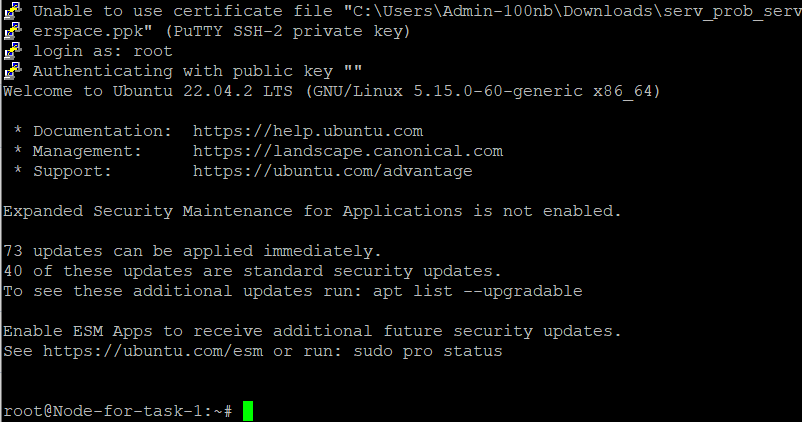 Unable to use certificate file "C:\Users\Admin-100nb\Downloads\serv_prob_serv
erspace.ppk" (PuTTY SSH-2 private key)
login as: root
Authenticating with public key ""
Welcome to Ubuntu 22.04.2 LTS (GNU/Linux 5.15.0-60-generic x86_64)
* Documentation:  https://help.ubuntu.com
* Management:     https://landscape.canonical.com
* Support:        https://ubuntu.com/advantage
Expanded Security Maintenance for Applications is not enabled.
73 updates can be applied immediately.
40 of these updates are standard security updates.
To see these additional updates run: apt list --upgradable
Enable ESM Apps to receive additional future security updates.
See https://ubuntu.com/esm or run: sudo pro status
root@Node-for-task-1:~#